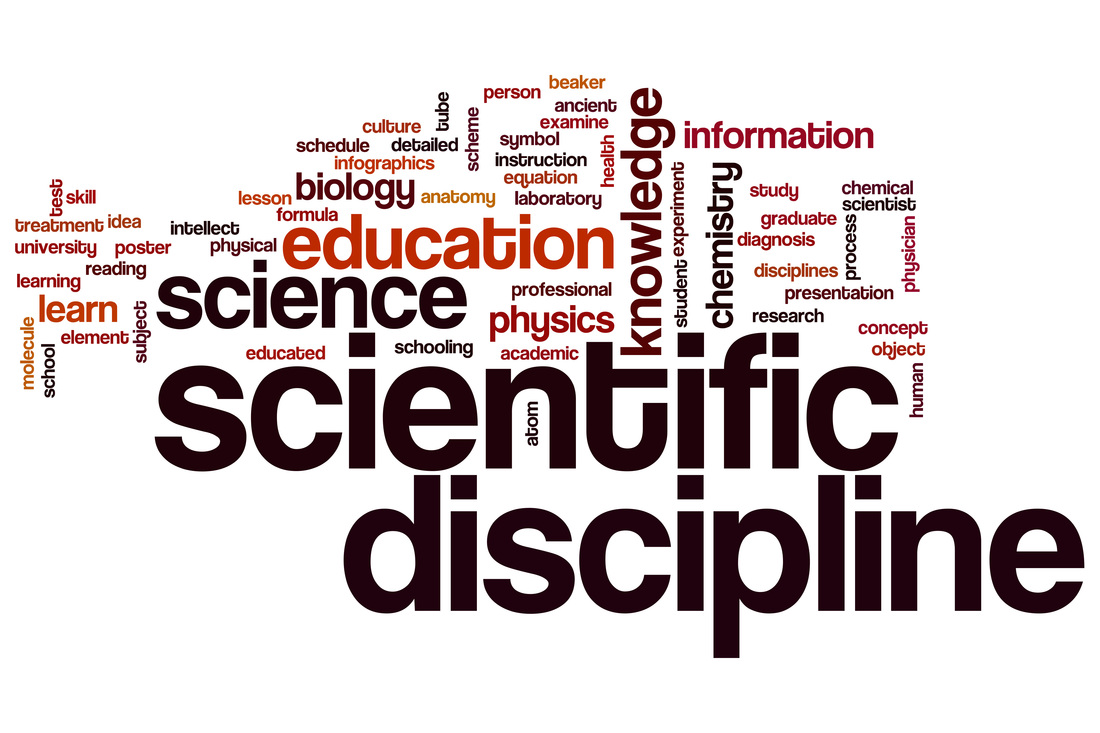 beaker
person
tube
ancient
knowledge
culture
scheme
examine
information
schedule
detailed
symbol
health
infographics
instruction
equation
biology
anatomy
laboratory
experiment
chemistry
study
chemical
scientist
test
skill
lesson
formula
graduate
process
physician
treatment
idea
intellect
education
diagnosis
university
poster
physical
learning
reading
science
student
disciplines
professional
presentation
learn
subject
physics
research
element
concept
molecule
school
educated
schooling
academic
object
human
scientific
atom
discipline